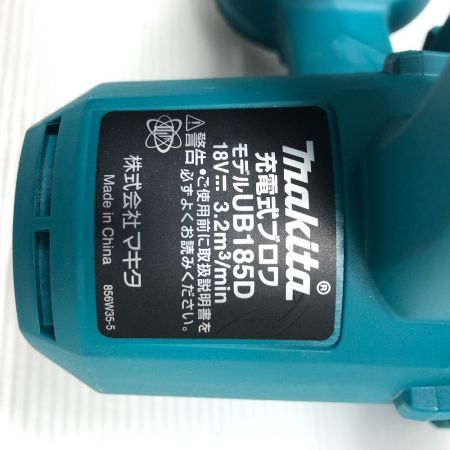 makita®
充電式ブロワ
モデルUB185D
18V⎓ 3.2m³/min
⚠警告・ご使用前に取扱説明書を
必ずよくお読みください。
株式会社マキタ
Made in China
856W35-5